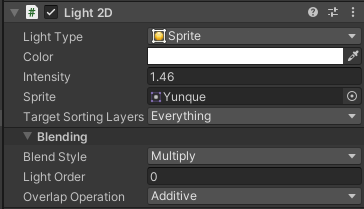 # Light 2D
Light Type Sprite
Color
Intensity 1.46
Sprite Yunque
Target Sorting Layers Everything
Blending
Blend Style Multiply
Light Order 0
Overlap Operation Additive